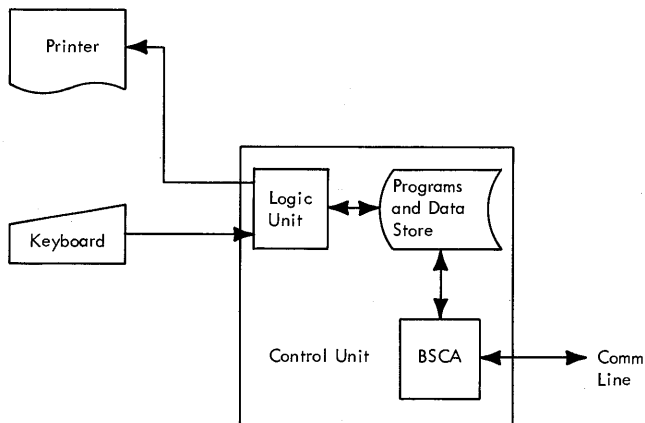 Printer
Logic
Unit
Programs
and Data
Store
Keyboard
Control Unit
BSCA
Comm
Line